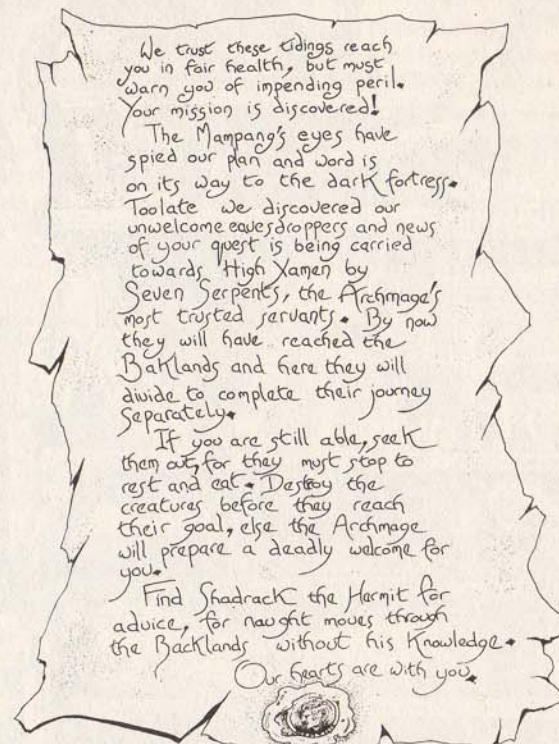 We trust these tidings reach
you in fair health, but must
warn you of impending peril.
Your mission is discovered!
The Mampang's eyes have
spied our plan and word is
on its way to the dark fortress.
Toolate we discovered our
unwelcome eavesdroppers and news
of your quest is being carried
towards High Xamen by
Seven Serpents, the Archmage's
most trusted servants. By now
they will have reached the
Baklands and here they will
divide to complete their journey
separately.
If you are still able, seek
them out, for they must stop to
rest and eat. Destroy the
creatures before they reach
their goal, else the Archmage
will prepare a deadly welcome for
you.
Find Shadrack the Hermit for
advice, for naught moves through
the Backlands without his Knowledge.
Our hearts are with you.